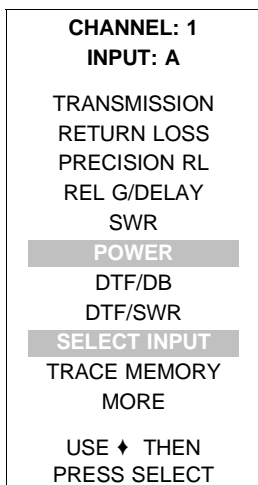 CHANNEL: 1
INPUT: A
TRANSMISSION
RETURN LOSS
PRECISION RL
REL G/DELAY
SWR
POWER
DTF/DB
DTF/SWR
SELECT INPUT
TRACE MEMORY
MORE
USE ♦ THEN
PRESS SELECT